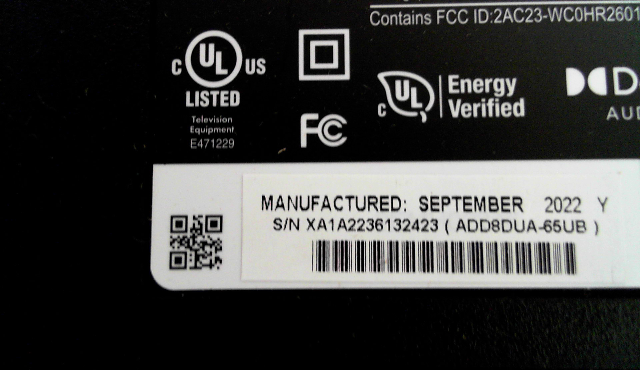 Contains FCC ID:2AC23-WC0HR2601
C UL US
LISTED
Television
Equipment
E471229
FC
C UL
Energy
Verified
MANUFACTURED: SEPTEMBER 2022 Y
S/N XA1A2236132423 ( ADD8DUA-65UB )